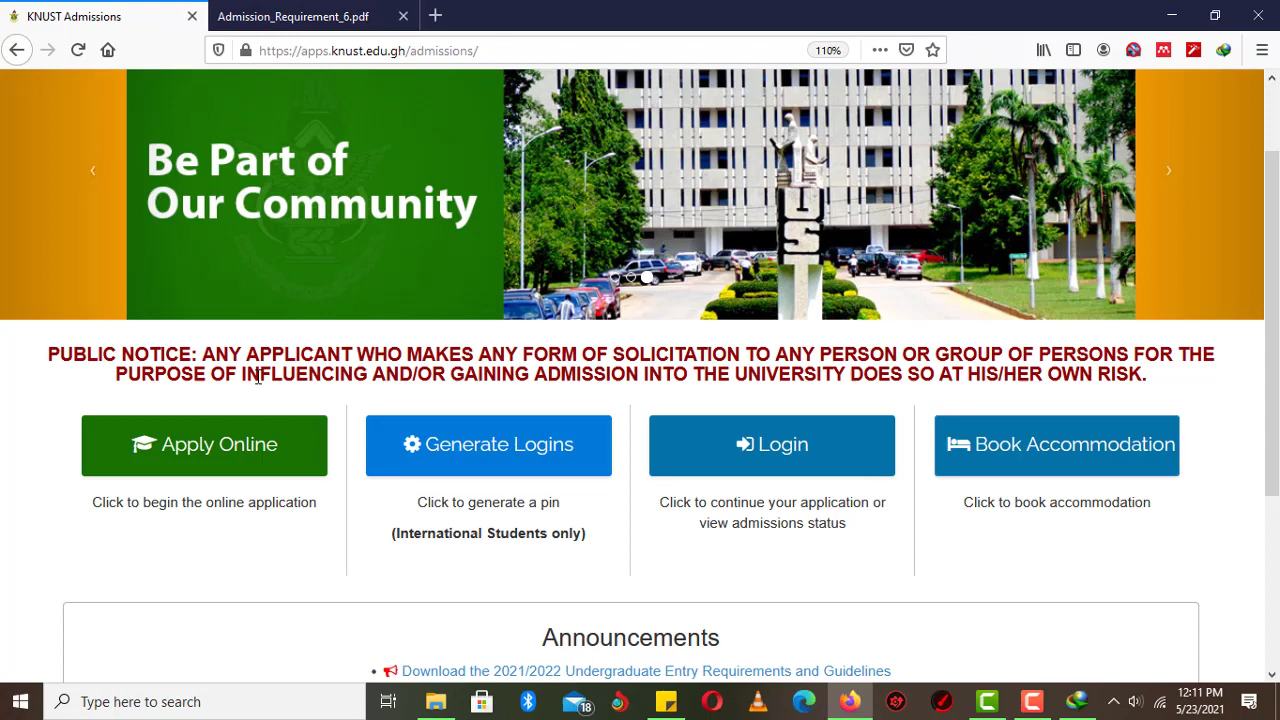 KNUST Admissions
Admission_Requirement_6.pdf
https://apps.knust.edu.gh/admissions/
110%
Be Part of
Our Community
UST
PUBLIC NOTICE: ANY APPLICANT WHO MAKES ANY FORM OF SOLICITATION TO ANY PERSON OR GROUP OF PERSONS FOR THE
PURPOSE OF INFLUENCING AND/OR GAINING ADMISSION INTO THE UNIVERSITY DOES SO AT HIS/HER OWN RISK.
Apply Online
Generate Logins
Login
Book Accommodation
Click to begin the online application
Click to generate a pin
(International Students only)
Click to continue your application or
view admissions status
Click to book accommodation
Announcements
Download the 2021/2022 Undergraduate Entry Requirements and Guidelines
Type here to search
18
12:11 PM
5/23/2021